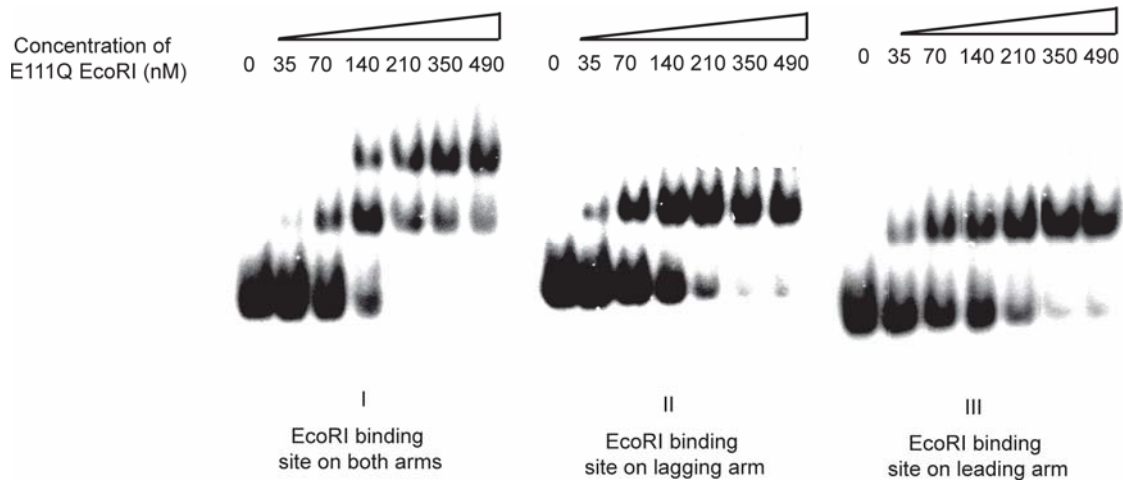 Concentration of
E111Q EcoRI (nM)
0 35 70 140 210 350 490
0 35 70 140 210 350 490
0 35 70 140 210 350 490
I
EcoRI binding
site on both arms
II
EcoRI binding
site on lagging arm
III
EcoRI binding
site on leading arm